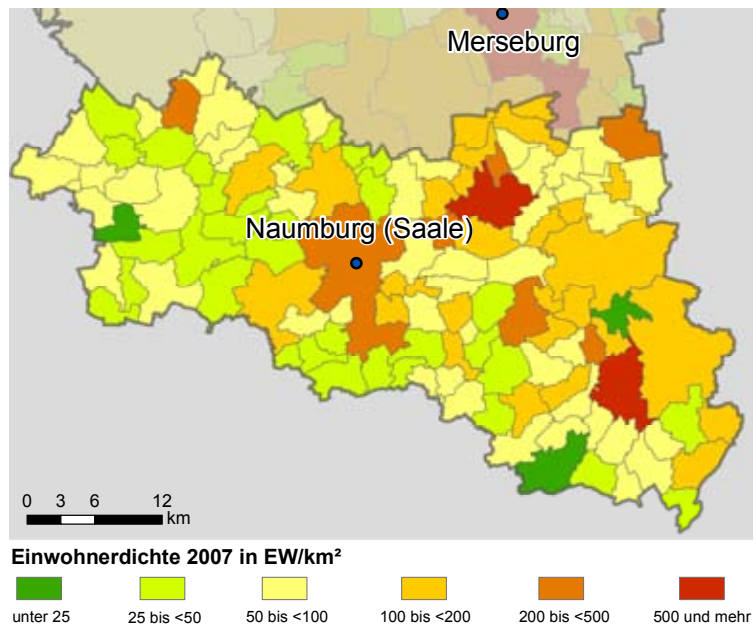 Merseburg
Naumburg (Saale)
0 3 6 12
km
Einwohnerdichte 2007 in EW/km²
unter 25 25 bis <50 50 bis <100 100 bis <200 200 bis <500 500 und mehr